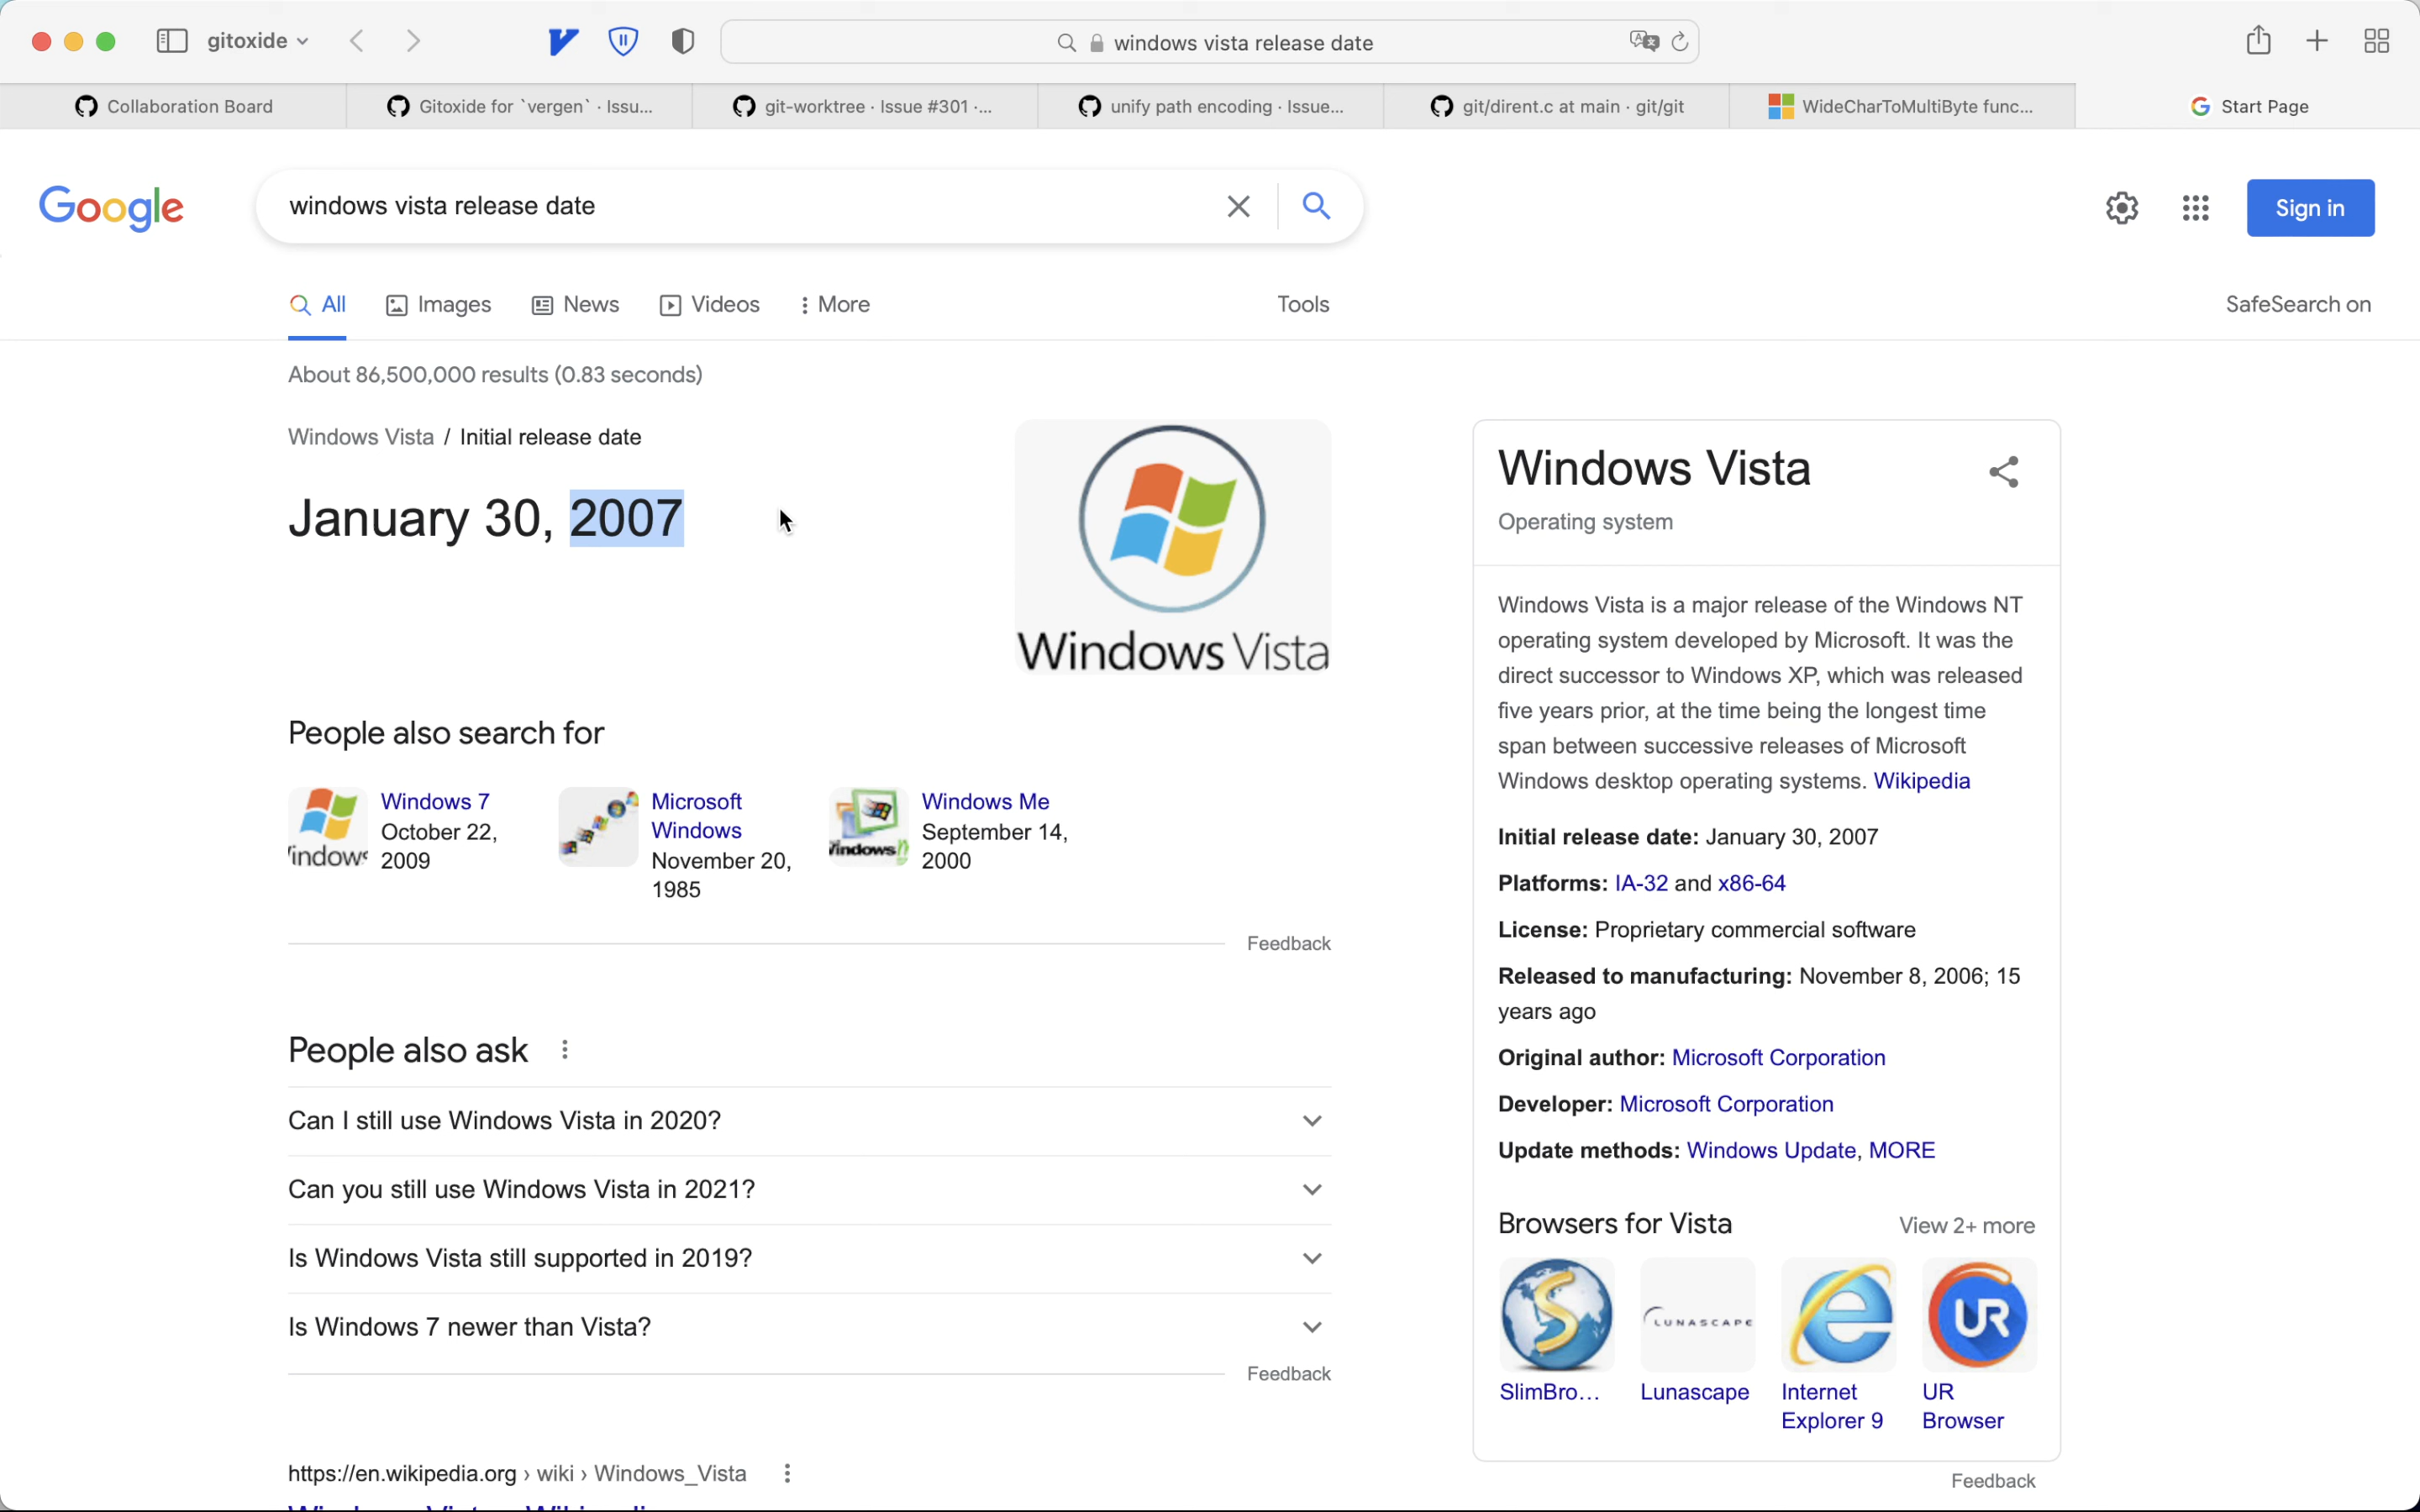 gitoxide
windows vista release date
Collaboration Board
Gitoxide for `vergen` · Issu...
git-worktree · Issue #301 ·...
unify path encoding · Issue...
git/dirent.c at main · git/git
WideCharToMultiByte func...
Start Page
Google
windows vista release date
Sign in
All
Images
News
Videos
More
Tools
SafeSearch on
About 86,500,000 results (0.83 seconds)
Windows Vista / Initial release date
January 30, 2007
Windows Vista
People also search for
Windows 7
October 22,
2009
Microsoft
Windows
November 20,
1985
Windows Me
September 14,
2000
Feedback
People also ask
Can I still use Windows Vista in 2020?
Can you still use Windows Vista in 2021?
Is Windows Vista still supported in 2019?
Is Windows 7 newer than Vista?
Feedback
https://en.wikipedia.org › wiki › Windows_Vista
Windows Vista
Operating system
Windows Vista is a major release of the Windows NT
operating system developed by Microsoft. It was the
direct successor to Windows XP, which was released
five years prior, at the time being the longest time
span between successive releases of Microsoft
Windows desktop operating systems. Wikipedia
Initial release date: January 30, 2007
Platforms: IA-32 and x86-64
License: Proprietary commercial software
Released to manufacturing: November 8, 2006; 15
years ago
Original author: Microsoft Corporation
Developer: Microsoft Corporation
Update methods: Windows Update, MORE
Browsers for Vista
View 2+ more
LUNASCAPE
UR
SlimBro...
Lunascape
Internet
Explorer 9
UR
Browser
Feedback